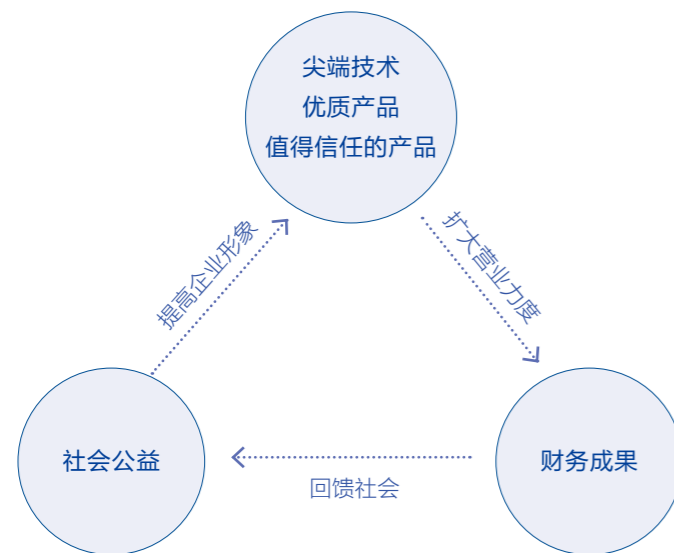 尖端技术
优质产品
值得信任的产品
提高企业形象
扩大营业力度
社会公益
财务成果
回馈社会